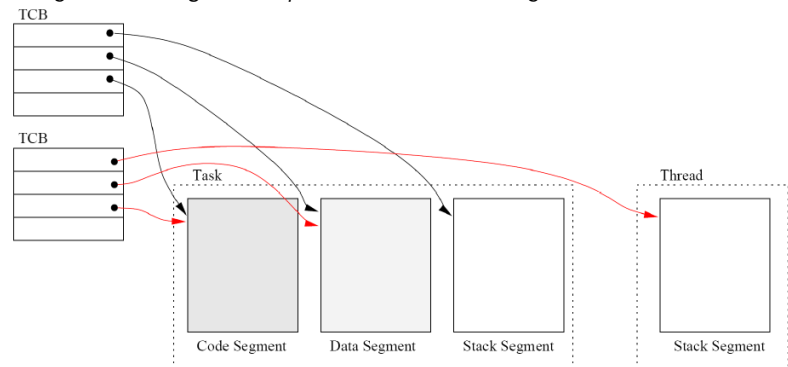 TCB
TCB
Task
Thread
Code Segment
Data Segment
Stack Segment
Stack Segment